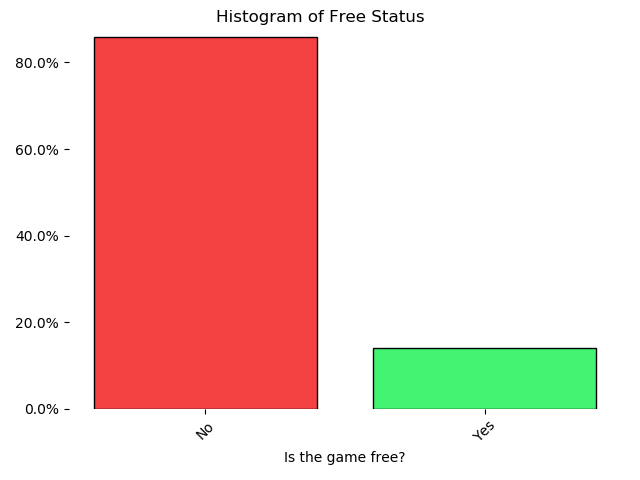 Histogram of Free Status
80.0%
60.0%
40.0%
20.0%
0.0%
No
Yes
Is the game free?